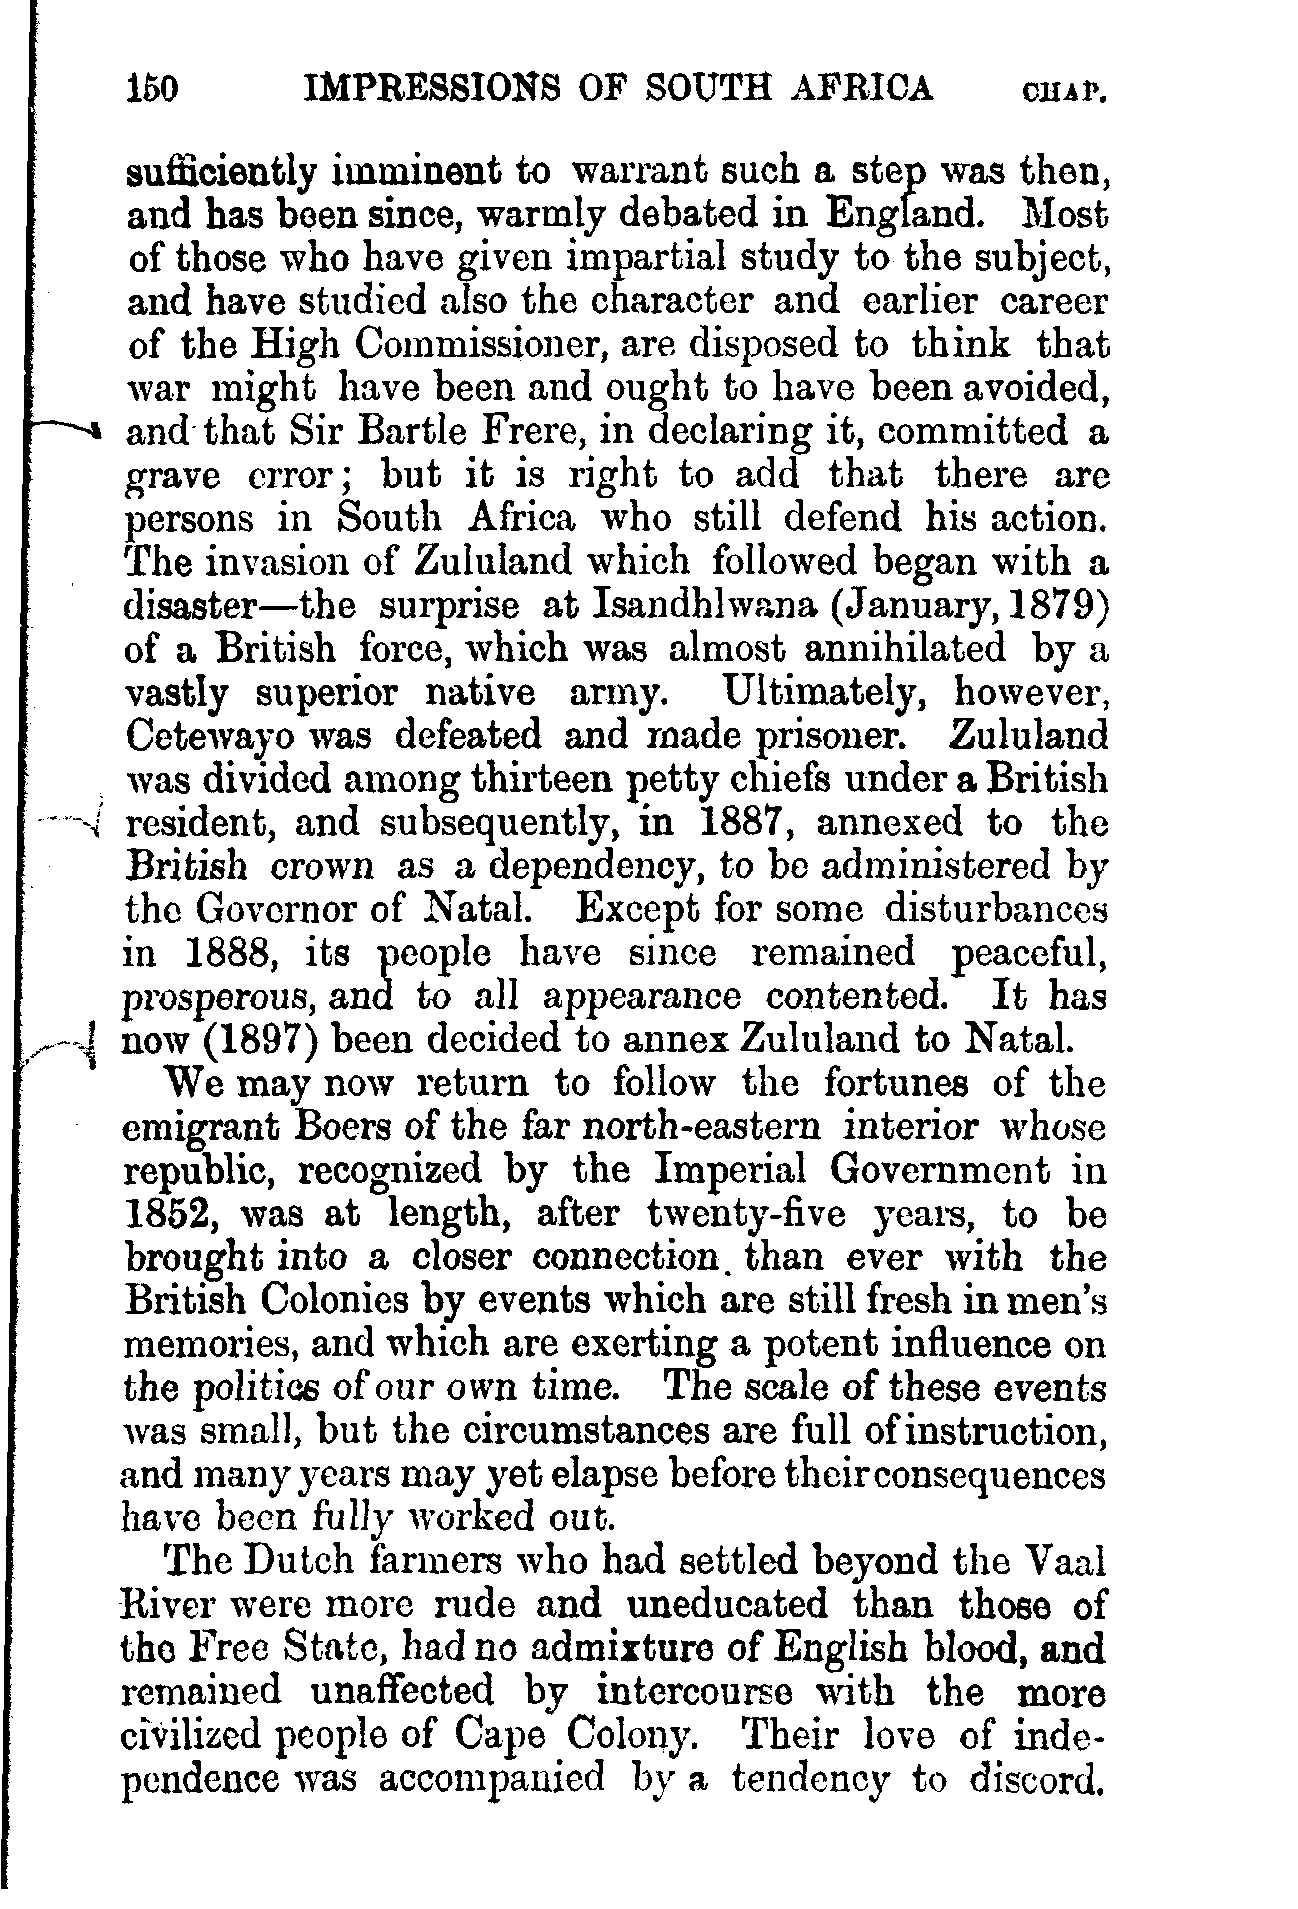 150 IMPRESSIONS OF SOUTH AFRICA CHAP.
sufficiently imminent to warrant such a step was then,
and has been since, warmly debated in England. Most
of those who have given impartial study to the subject,
and have studied also the character and earlier career
of the High Commissioner, are disposed to think that
war might have been and ought to have been avoided,
and that Sir Bartle Frere, in declaring it, committed a
grave error; but it is right to add that there are
persons in South Africa who still defend his action.
The invasion of Zululand which followed began with a
disaster—the surprise at Isandhlwana (January, 1879)
of a British force, which was almost annihilated by a
vastly superior native army. Ultimately, however,
Cetewayo was defeated and made prisoner. Zululand
was divided among thirteen petty chiefs under a British
resident, and subsequently, in 1887, annexed to the
British crown as a dependency, to be administered by
the Governor of Natal. Except for some disturbances
in 1888, its people have since remained peaceful,
prosperous, and to all appearance contented. It has
now (1897) been decided to annex Zululand to Natal.
We may now return to follow the fortunes of the
emigrant Boers of the far north-eastern interior whose
republic, recognized by the Imperial Government in
1852, was at length, after twenty-five years, to be
brought into a closer connection than ever with the
British Colonies by events which are still fresh in men's
memories, and which are exerting a potent influence on
the politics of our own time. The scale of these events
was small, but the circumstances are full of instruction,
and many years may yet elapse before their consequences
have been fully worked out.
The Dutch farmers who had settled beyond the Vaal
River were more rude and uneducated than those of
the Free State, had no admixture of English blood, and
remained unaffected by intercourse with the more
civilized people of Cape Colony. Their love of inde-
pendence was accompanied by a tendency to discord.